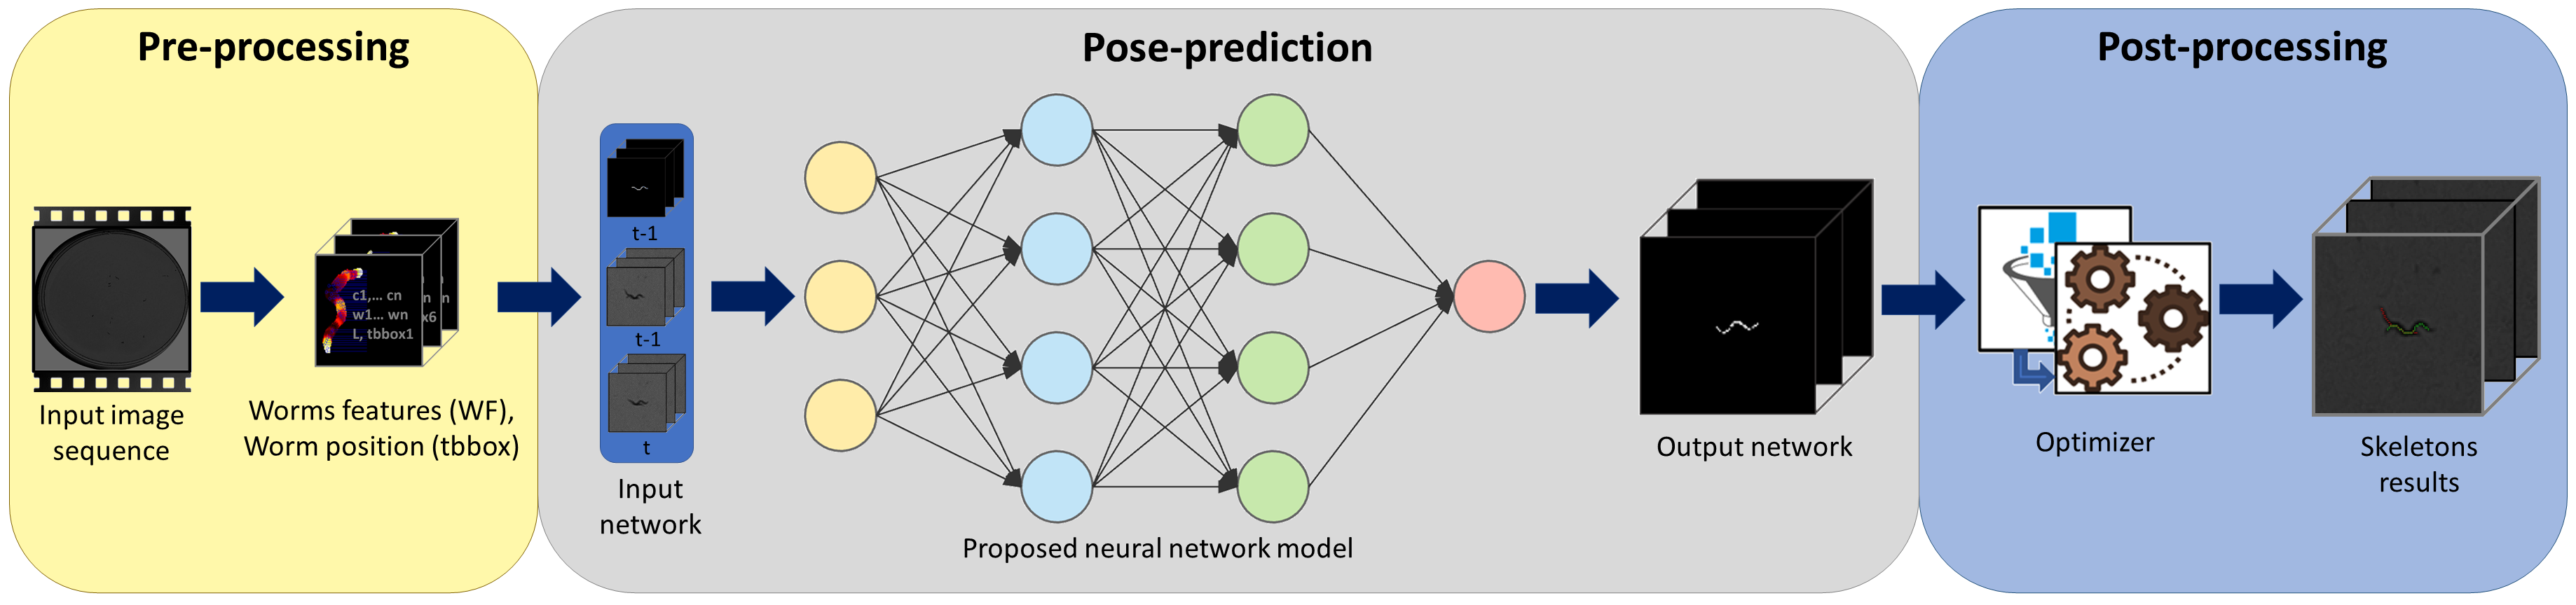 Pre-processing
Pose-prediction
Post-processing
c1,... cn
w1... wn
L, tbbox1
n
n
x6
Input image
sequence
Worms features (WF),
Worm position (tbbox)
t-1
t-1
t
Input
network
Proposed neural network model
Output network
Optimizer
Skeletons
results